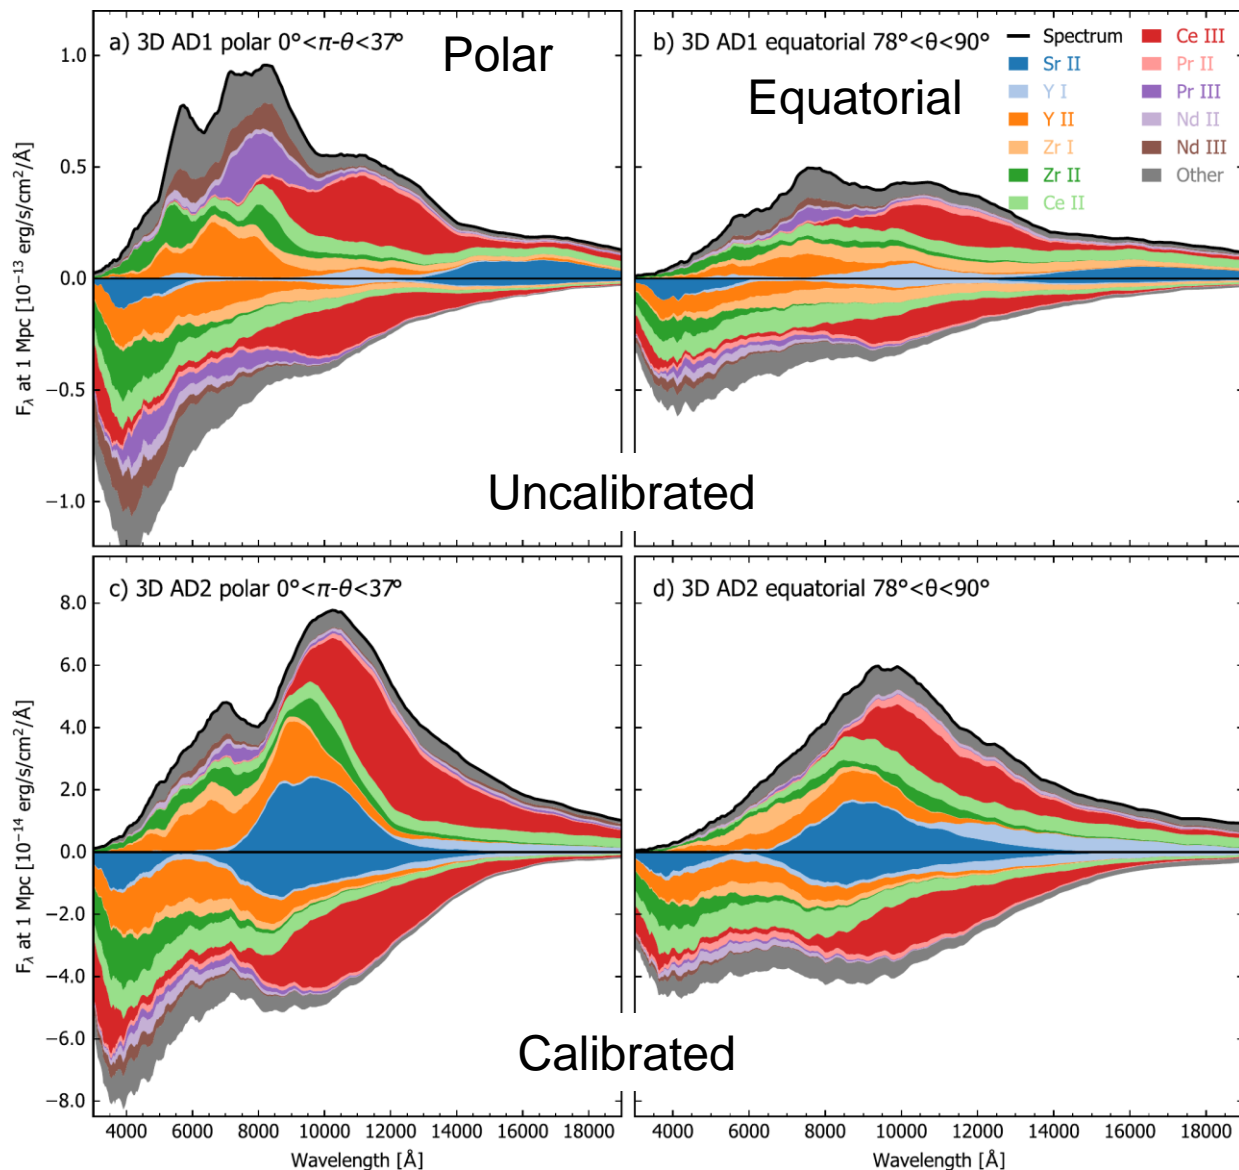 a) 3D AD1 polar 0°<π-θ<37°
Polar
b) 3D AD1 equatorial 78°<θ<90°
Equatorial
Spectrum
Sr II
Y I
Y II
Zr I
Zr II
Ce II
Ce III
Pr II
Pr III
Nd II
Nd III
Other
1.0
0.5
0.0
−0.5
−1.0
F_λ at 1 Mpc [10⁻¹³ erg/s/cm²/Å]
Uncalibrated
c) 3D AD2 polar 0°<π-θ<37°
d) 3D AD2 equatorial 78°<θ<90°
8.0
6.0
4.0
2.0
0.0
−2.0
−4.0
−6.0
−8.0
F_λ at 1 Mpc [10⁻¹⁴ erg/s/cm²/Å]
Calibrated
4000 6000 8000 10000 12000 14000 16000 18000
4000 6000 8000 10000 12000 14000 16000 18000
Wavelength [Å]
Wavelength [Å]